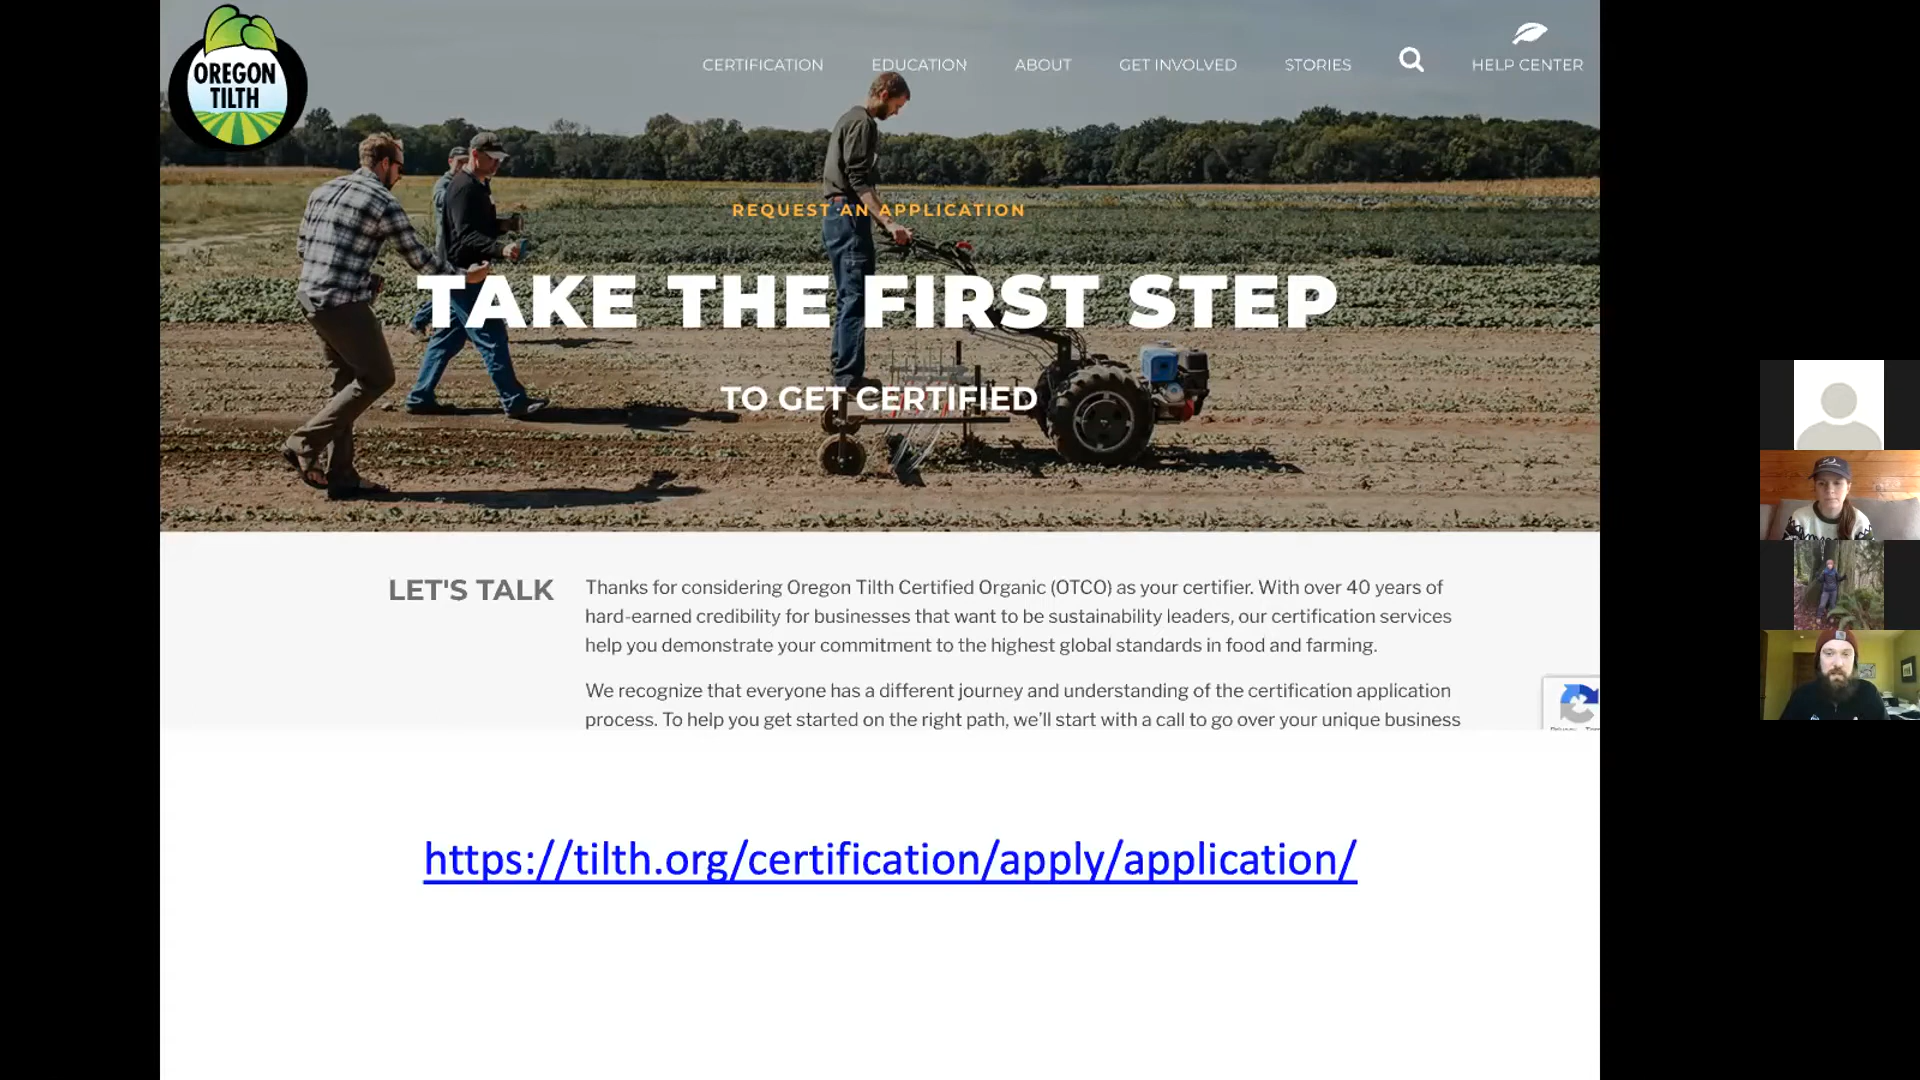 OREGON
TILTH
CERTIFICATION
EDUCATION
ABOUT
GET INVOLVED
STORIES
HELP CENTER
REQUEST AN APPLICATION
TAKE THE FIRST STEP
TO GET CERTIFIED
LET'S TALK
Thanks for considering Oregon Tilth Certified Organic (OTCO) as your certifier. With over 40 years of
hard-earned credibility for businesses that want to be sustainability leaders, our certification services
help you demonstrate your commitment to the highest global standards in food and farming.
We recognize that everyone has a different journey and understanding of the certification application
process. To help you get started on the right path, we'll start with a call to go over your unique business
https://tilth.org/certification/apply/application/